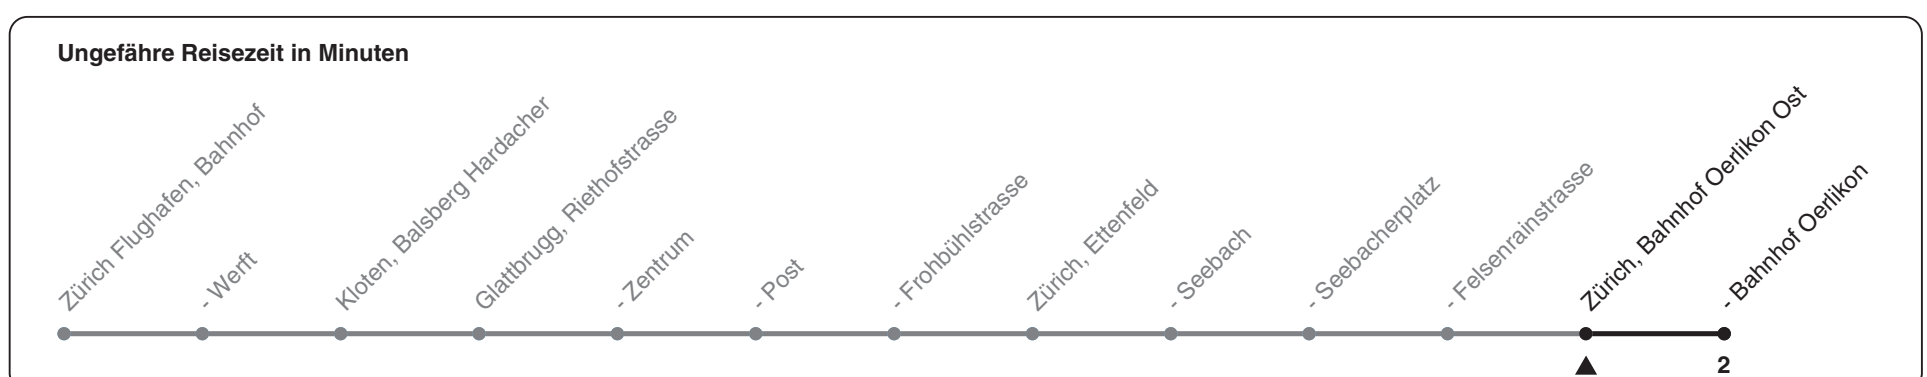 Ungefähre Reisezeit in Minuten
Zürich Flughafen, Bahnhof
- Werft
Kloten, Balsberg Hardacher
Glattbrugg, Riethofstrasse
- Zentrum
- Post
- Frohbühlstrasse
Zürich, Ettenfeld
- Seebach
- Seebacherplatz
- Felsenrainstrasse
Zürich, Bahnhof Oerlikon Ost
- Bahnhof Oerlikon
2